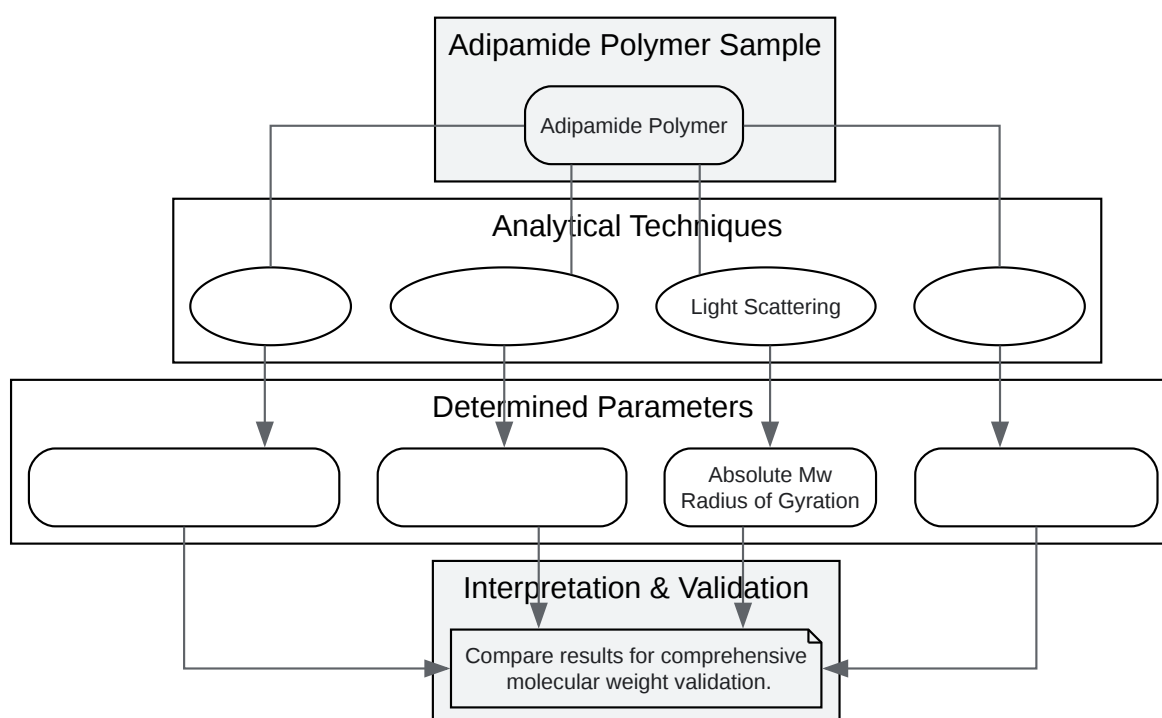 Adipamide Polymer Sample
Adipamide Polymer
Analytical Techniques
Light Scattering
Determined Parameters
Absolute Mw
Radius of Gyration
Interpretation & Validation
Compare results for comprehensive
molecular weight validation.